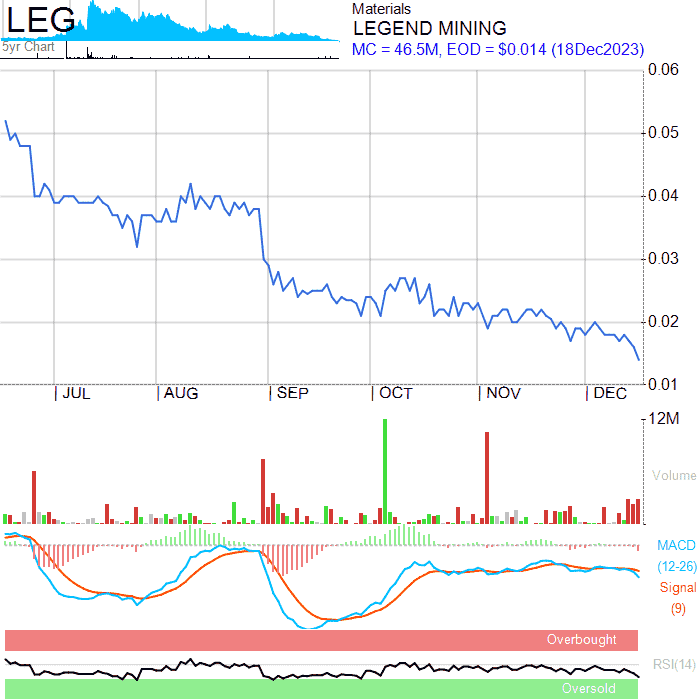 LEG
5yr Chart
Materials
LEGEND MINING
MC = 46.5M, EOD = $0.014 (18Dec2023)
0.06
0.05
0.04
0.03
0.02
0.01
JUL AUG SEP OCT NOV DEC
12M
Volume
MACD
(12-26)
Signal
(9)
Overbought
RSI(14)
Oversold